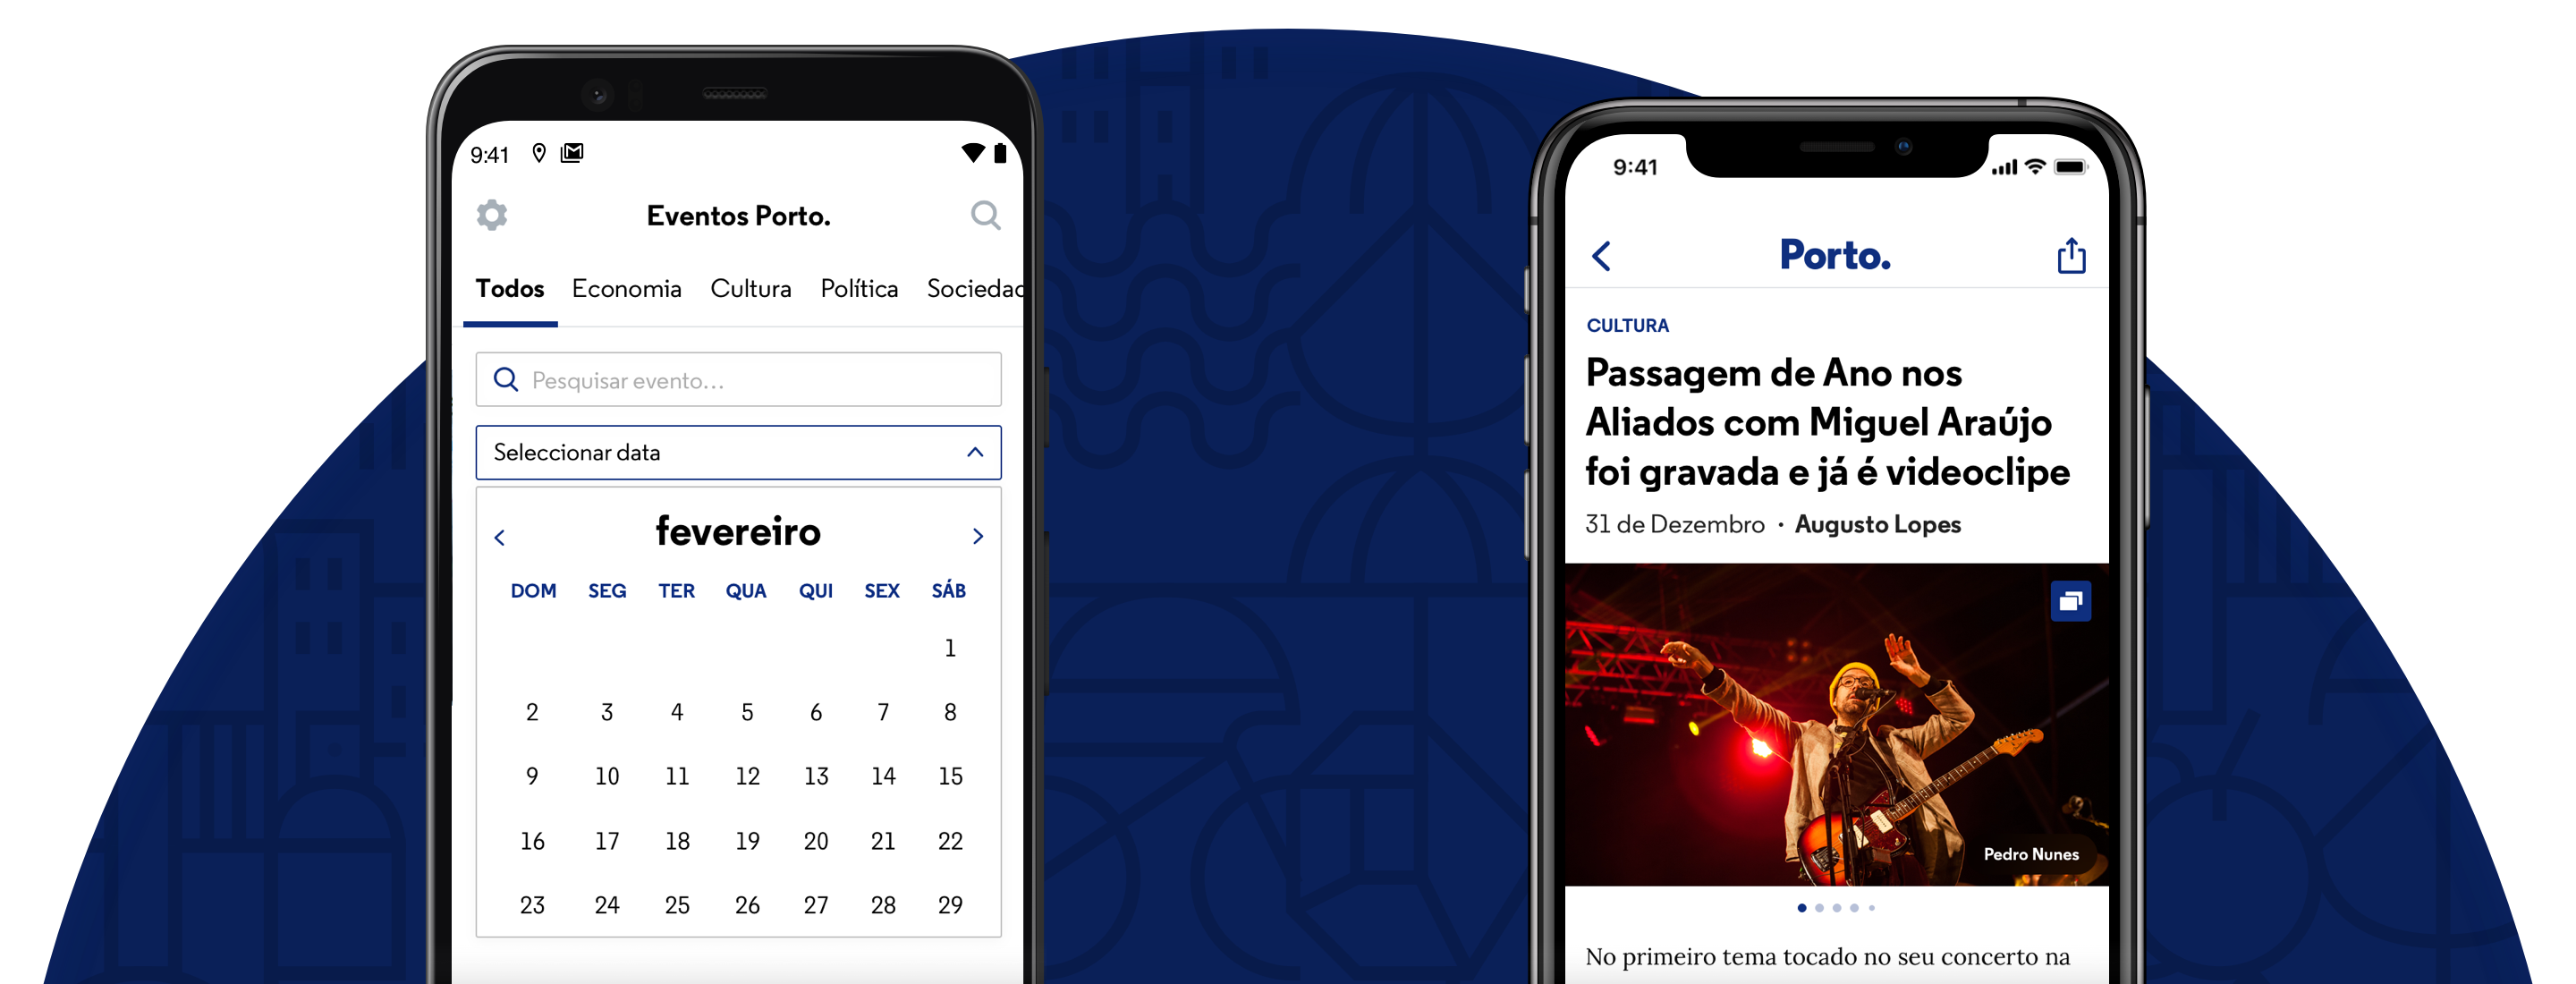 9:41
Eventos Porto.
Todos Economia Cultura Política Sociedad
Pesquisar evento...
Seleccionar data
fevereiro
DOM SEG TER QUA QUI SEX SÁB
1
2 3 4 5 6 7 8
9 10 11 12 13 14 15
16 17 18 19 20 21 22
23 24 25 26 27 28 29
9:41
Porto.
CULTURA
Passagem de Ano nos
Aliados com Miguel Araújo
foi gravada e já é videoclipe
31 de Dezembro • Augusto Lopes
Pedro Nunes
No primeiro tema tocado no seu concerto na